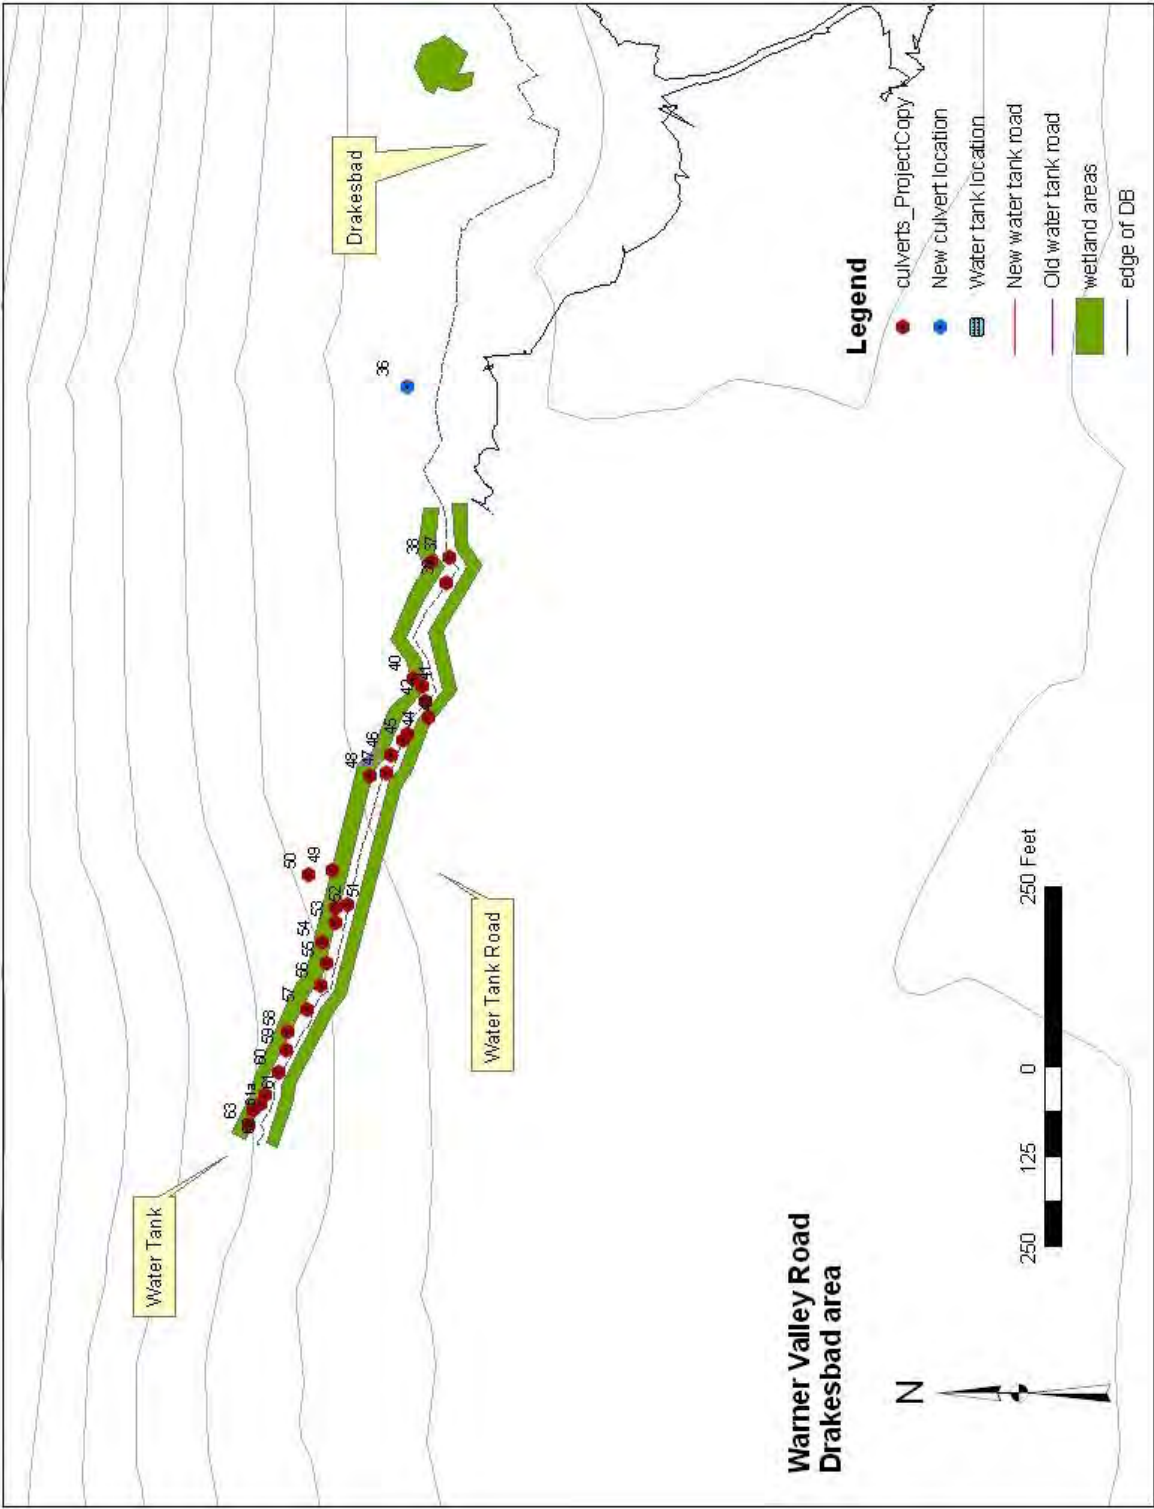 Water Tank
Drakesbad
Water Tank Road
63
61a
61
60
59
58
57
56
55
54
53
52
51
50
49
48
47
46
45
44
42
41
40
38
37
36
Warner Valley Road
Drakesbad area
N
250
125
0
250 Feet
Legend
culverts_ProjectCopy
New culvert location
Water tank location
New water tank road
Old water tank road
wetland areas
edge of DB